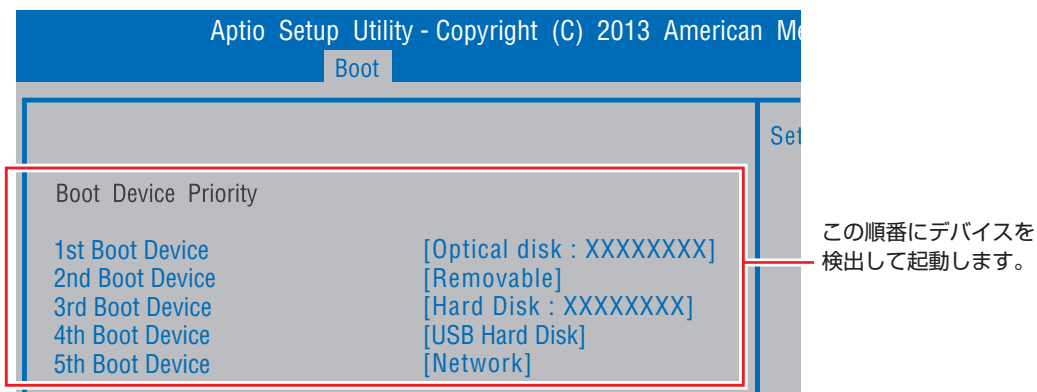 Aptio Setup Utility - Copyright (C) 2013 American
Boot
Set
Boot Device Priority
1st Boot Device [Optical disk : XXXXXXXX]
2nd Boot Device [Removable]
3rd Boot Device [Hard Disk : XXXXXXXX]
4th Boot Device [USB Hard Disk]
5th Boot Device [Network]
この順番にデバイスを
検出して起動します。